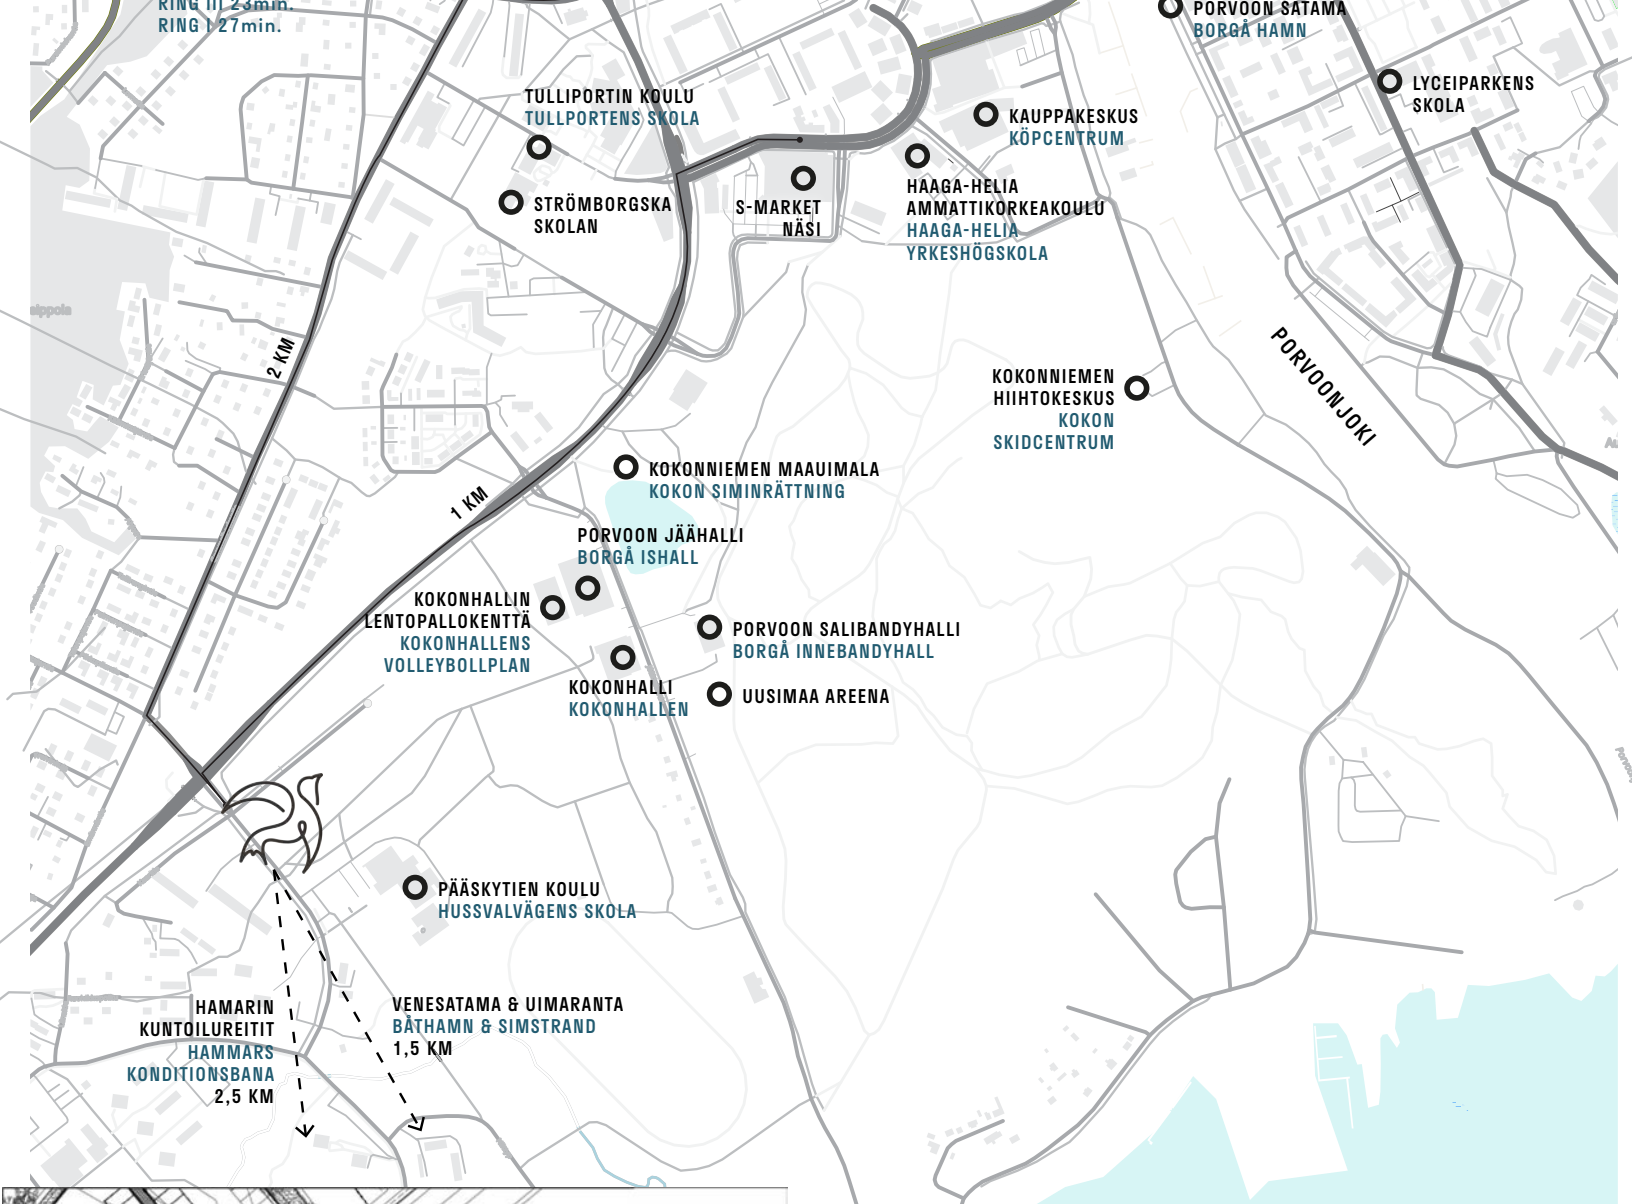 RING III 23min.
RING I 27min.
PORVOON SATAMA
BORGÅ HAMN
LYCEIPARKENS
SKOLA
TULLIPORTIN KOULU
TULLPORTENS SKOLA
KAUPPAKESKUS
KÖPCENTRUM
STRÖMBORGSKA
SKOLAN
S-MARKET
NÄSI
HAAGA-HELIA
AMMATTIKORKEAKOULU
HAAGA-HELIA
YRKESHÖGSKOLA
2 KM
PORVOONJOKI
KOKONNIEMEN
HIIHTOKESKUS
KOKON
SKIDCENTRUM
1 KM
KOKONNIEMEN MAAUIMALA
KOKON SIMINRÄTTNING
PORVOON JÄÄHALLI
BORGÅ ISHALL
KOKONHALLIN
LENTOPALLOKENTTÄ
KOKONHALLENS
VOLLEYBOLLPLAN
PORVOON SALIBANDYHALLI
BORGÅ INNEBANDYHALL
KOKONHALLI
KOKONHALLEN
UUSIMAA AREENA
PÄÄSKYTIEN KOULU
HUSSVALVÄGENS SKOLA
HAMARIN
KUNTOILUREITIT
HAMMARS
KONDITIONSBANA
2,5 KM
VENESATAMA & UIMARANTA
BÅTHAMN & SIMSTRAND
1,5 KM